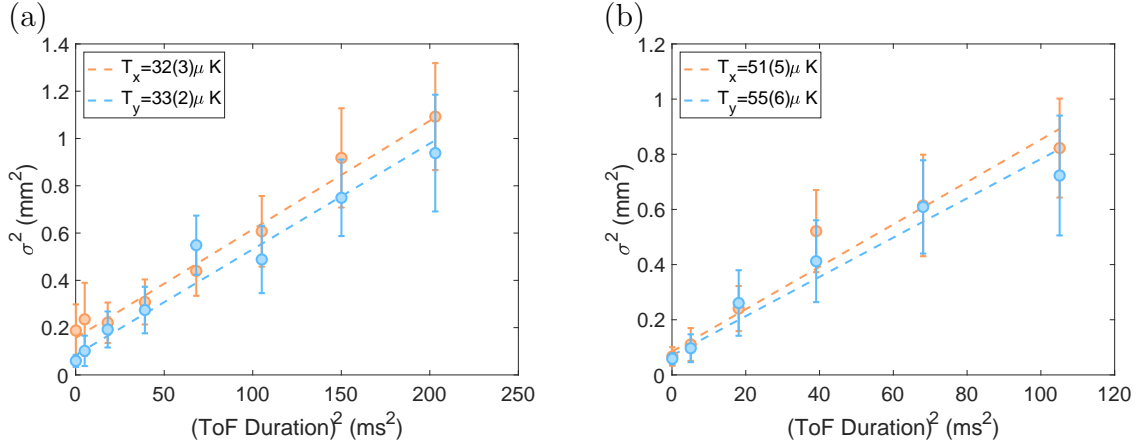 (a)
1.4
1.2
1
0.8
0.6
0.4
0.2
0
σ² (mm²)
T_x=32(3)μ K
T_y=33(2)μ K
0 50 100 150 200 250
(ToF Duration)² (ms²)
(b)
1.2
1
0.8
0.6
0.4
0.2
0
σ² (mm²)
T_x=51(5)μ K
T_y=55(6)μ K
0 20 40 60 80 100 120
(ToF Duration)² (ms²)